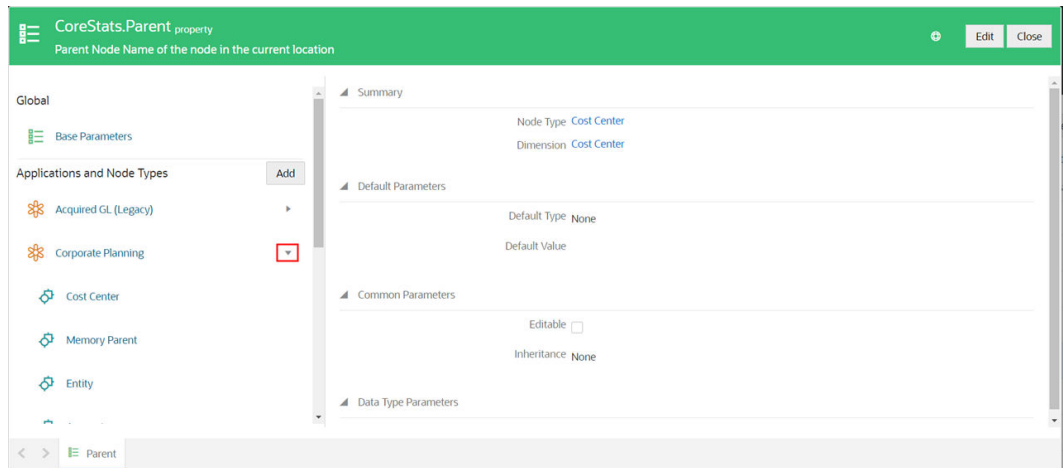 CoreStats.Parent property
Parent Node Name of the node in the current location
Edit
Close
Global
Base Parameters
Applications and Node Types
Add
Acquired GL (Legacy)
Corporate Planning
Cost Center
Memory Parent
Entity
Summary
Node Type Cost Center
Dimension Cost Center
Default Parameters
Default Type None
Default Value
Common Parameters
Editable
Inheritance None
Data Type Parameters
Parent